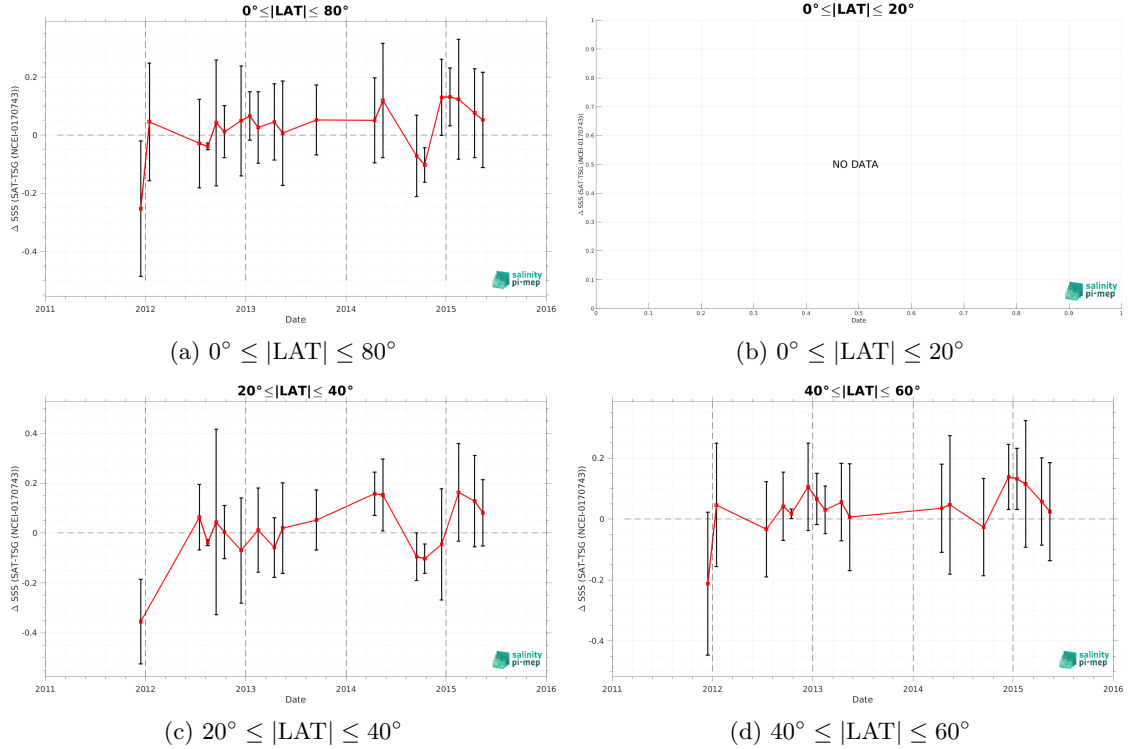 0°≤|LAT|≤ 80°
Δ SSS (SAT-TSG (NCEI-0170743))
0.2
0
-0.2
-0.4
2011 2012 2013 2014 2015 2016
Date
salinity
pi-mep
(a) 0° ≤ |LAT| ≤ 80°
0°≤|LAT|≤ 20°
Δ SSS (SAT-TSG (NCEI-0170743))
1
0.9
0.8
0.7
0.6
0.5
0.4
0.3
0.2
0.1
0
NO DATA
0 0.1 0.2 0.3 0.4 0.5 0.6 0.7 0.8 0.9 1
Date
salinity
pi-mep
(b) 0° ≤ |LAT| ≤ 20°
20°≤|LAT|≤ 40°
Δ SSS (SAT-TSG (NCEI-0170743))
0.4
0.2
0
-0.2
-0.4
2011 2012 2013 2014 2015 2016
Date
salinity
pi-mep
(c) 20° ≤ |LAT| ≤ 40°
40°≤|LAT|≤ 60°
Δ SSS (SAT-TSG (NCEI-0170743))
0.2
0
-0.2
-0.4
2011 2012 2013 2014 2015 2016
Date
salinity
pi-mep
(d) 40° ≤ |LAT| ≤ 60°